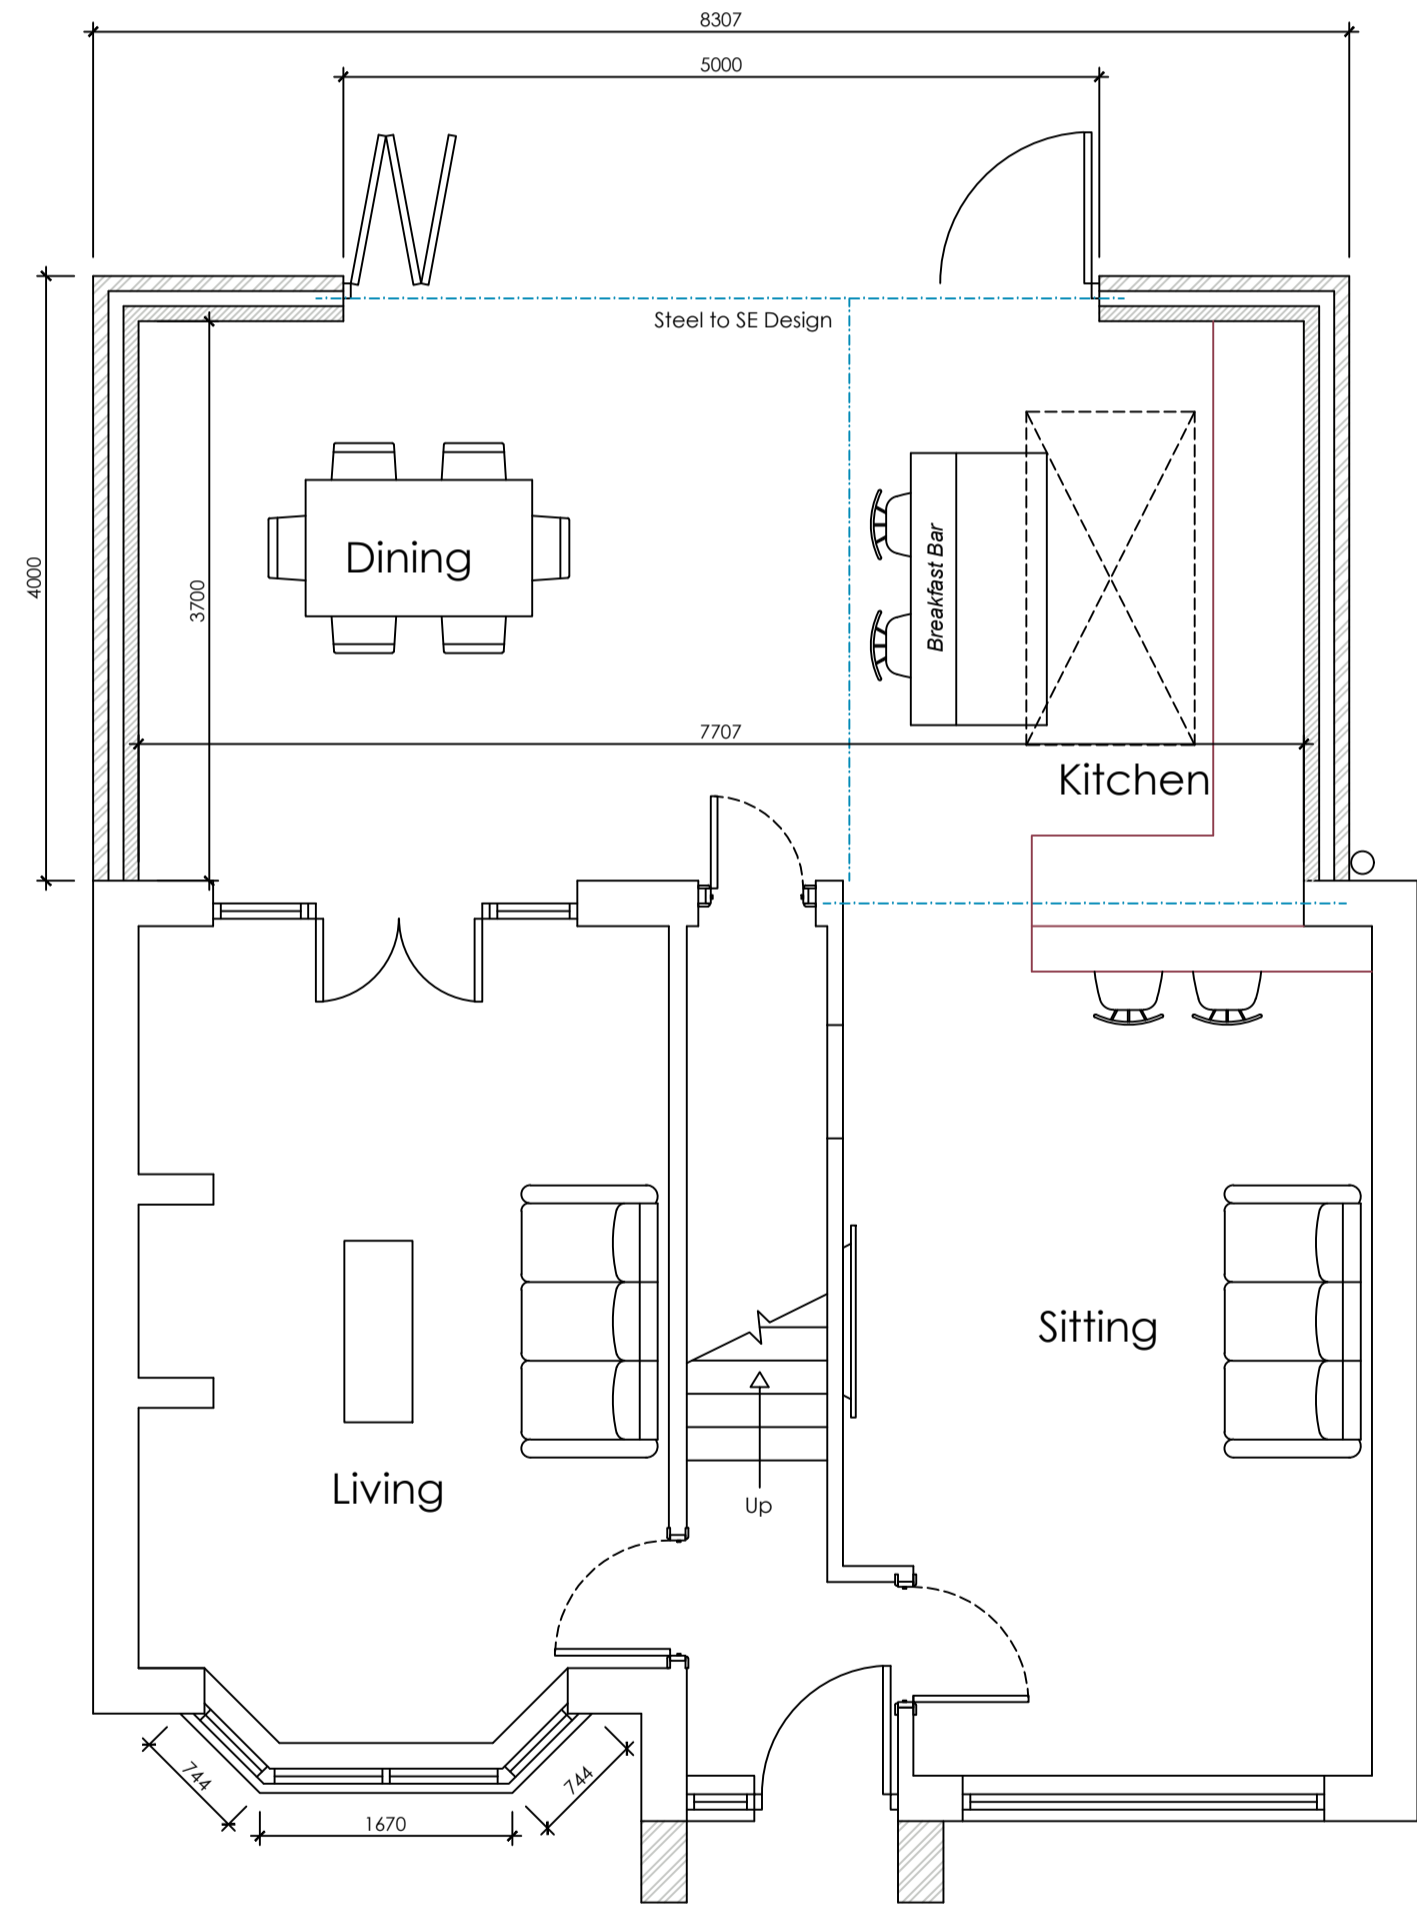 8307
5000
Steel to SE Design
4000
3700
Dining
Breakfast Bar
7707
Kitchen
Sitting
Living
Up
744
744
1670